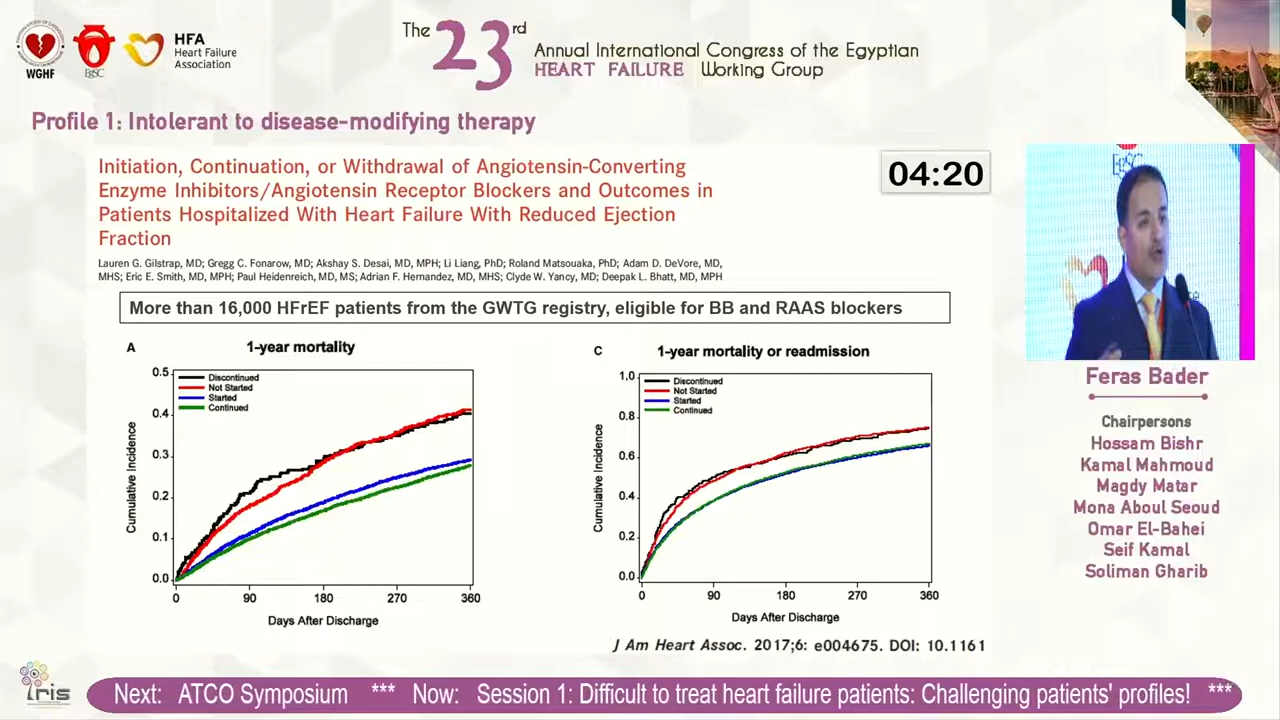 WGHF
EgSC
HFA
Heart Failure
Association
The 23rd
Annual International Congress of the Egyptian
HEART FAILURE Working Group
Profile 1: Intolerant to disease-modifying therapy
Initiation, Continuation, or Withdrawal of Angiotensin-Converting
Enzyme Inhibitors/Angiotensin Receptor Blockers and Outcomes in
Patients Hospitalized With Heart Failure With Reduced Ejection
Fraction
Lauren G. Gilstrap, MD; Gregg C. Fonarow, MD; Akshay S. Desai, MD, MPH; Li Liang, PhD; Roland Matsouaka, PhD; Adam D. DeVore, MD,
MHS; Eric E. Smith, MD, MPH; Paul Heidenreich, MD, MS; Adrian F. Hernandez, MD, MHS; Clyde W. Yancy, MD; Deepak L. Bhatt, MD, MPH
04:20
More than 16,000 HFrEF patients from the GWTG registry, eligible for BB and RAAS blockers
A
1-year mortality
Discontinued
Not Started
Started
Continued
0.5
0.4
0.3
0.2
0.1
0.0
Cumulative Incidence
0 90 180 270 360
Days After Discharge
C
1-year mortality or readmission
Discontinued
Not Started
Started
Continued
1.0
0.8
0.6
0.4
0.2
0.0
Cumulative Incidence
0 90 180 270 360
Days After Discharge
J Am Heart Assoc. 2017;6: e004675. DOI: 10.1161
EgSC
Feras Bader
Chairpersons
Hossam Bishr
Kamal Mahmoud
Magdy Matar
Mona Aboul Seoud
Omar El-Bahei
Seif Kamal
Soliman Gharib
Iris
Next: ATCO Symposium *** Now: Session 1: Difficult to treat heart failure patients: Challenging patients' profiles! ***